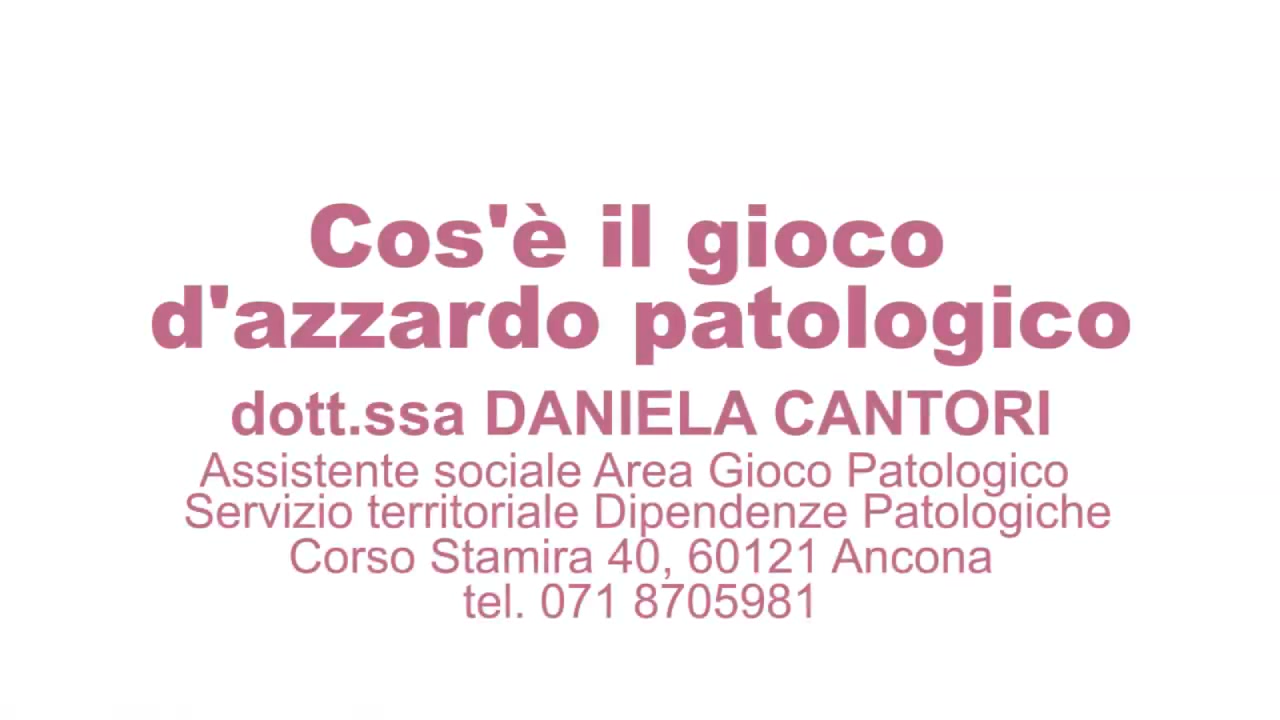 Cos'è il gioco
d'azzardo patologico
dott.ssa DANIELA CANTORI
Assistente sociale Area Gioco Patologico
Servizio territoriale Dipendenze Patologiche
Corso Stamira 40, 60121 Ancona
tel. 071 8705981